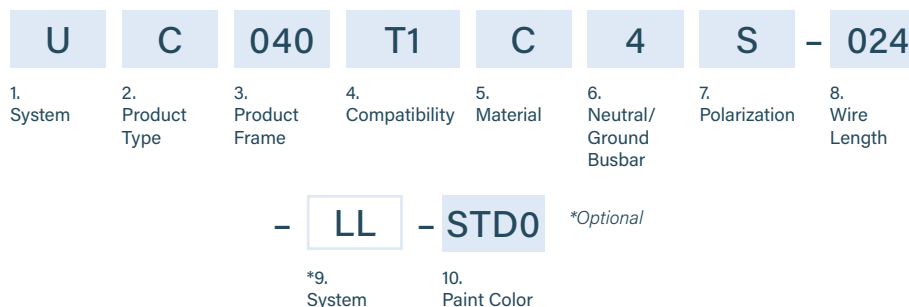 U C 040 T1 C 4 S – 024
1. 2. 3. 4. 5. 6. 7. 8.
System Product Product Compatibility Material Neutral/ Polarization Wire
Type Frame Ground Length
Busbar
– LL – STD0 *Optional
*9. 10.
System Paint Color